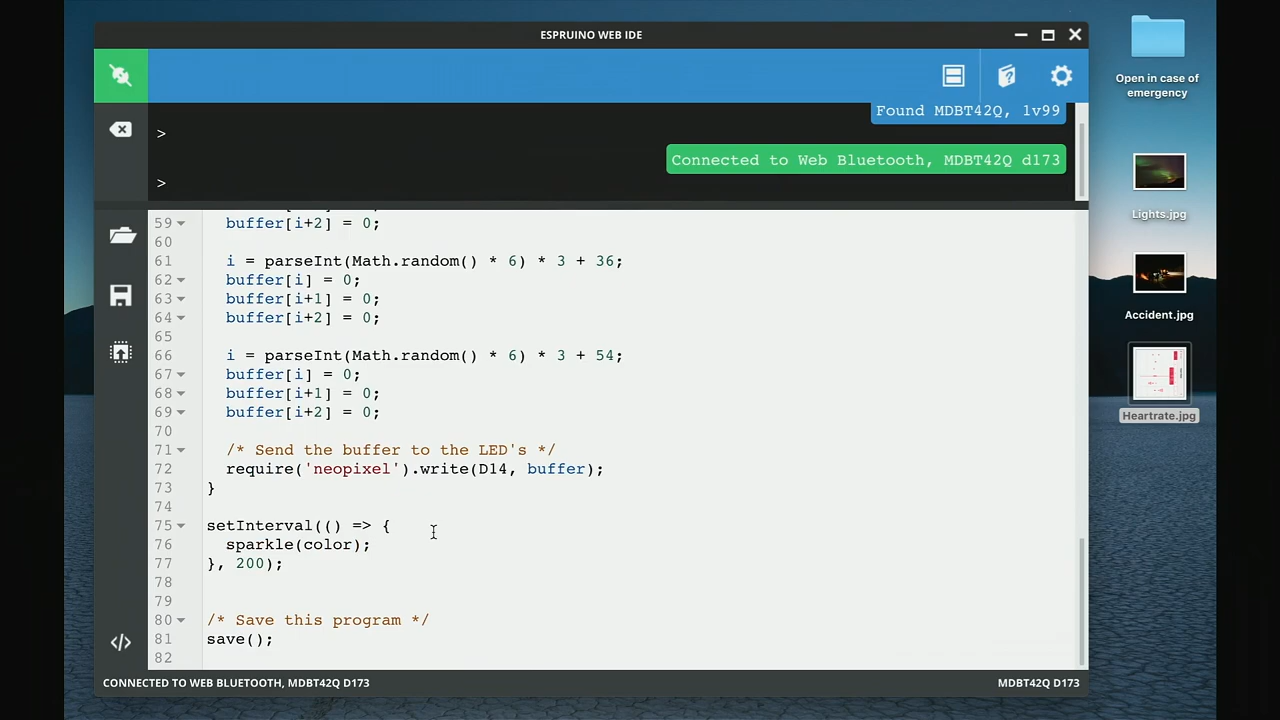 ESPRUINO WEB IDE
Found MDBT42Q, 1v99
>
Connected to Web Bluetooth, MDBT42Q d173
>
59 buffer[i+2] = 0;
60
61 i = parseInt(Math.random() * 6) * 3 + 36;
62 buffer[i] = 0;
63 buffer[i+1] = 0;
64 buffer[i+2] = 0;
65
66 i = parseInt(Math.random() * 6) * 3 + 54;
67 buffer[i] = 0;
68 buffer[i+1] = 0;
69 buffer[i+2] = 0;
70
71 /* Send the buffer to the LED's */
72 require('neopixel').write(D14, buffer);
73 }
74
75 setInterval(() => {
76 sparkle(color);
77 }, 200);
78
79
80 /* Save this program */
81 save();
82
CONNECTED TO WEB BLUETOOTH, MDBT42Q D173
MDBT42Q D173
Open in case of
emergency
Lights.jpg
Accident.jpg
Heartrate.jpg